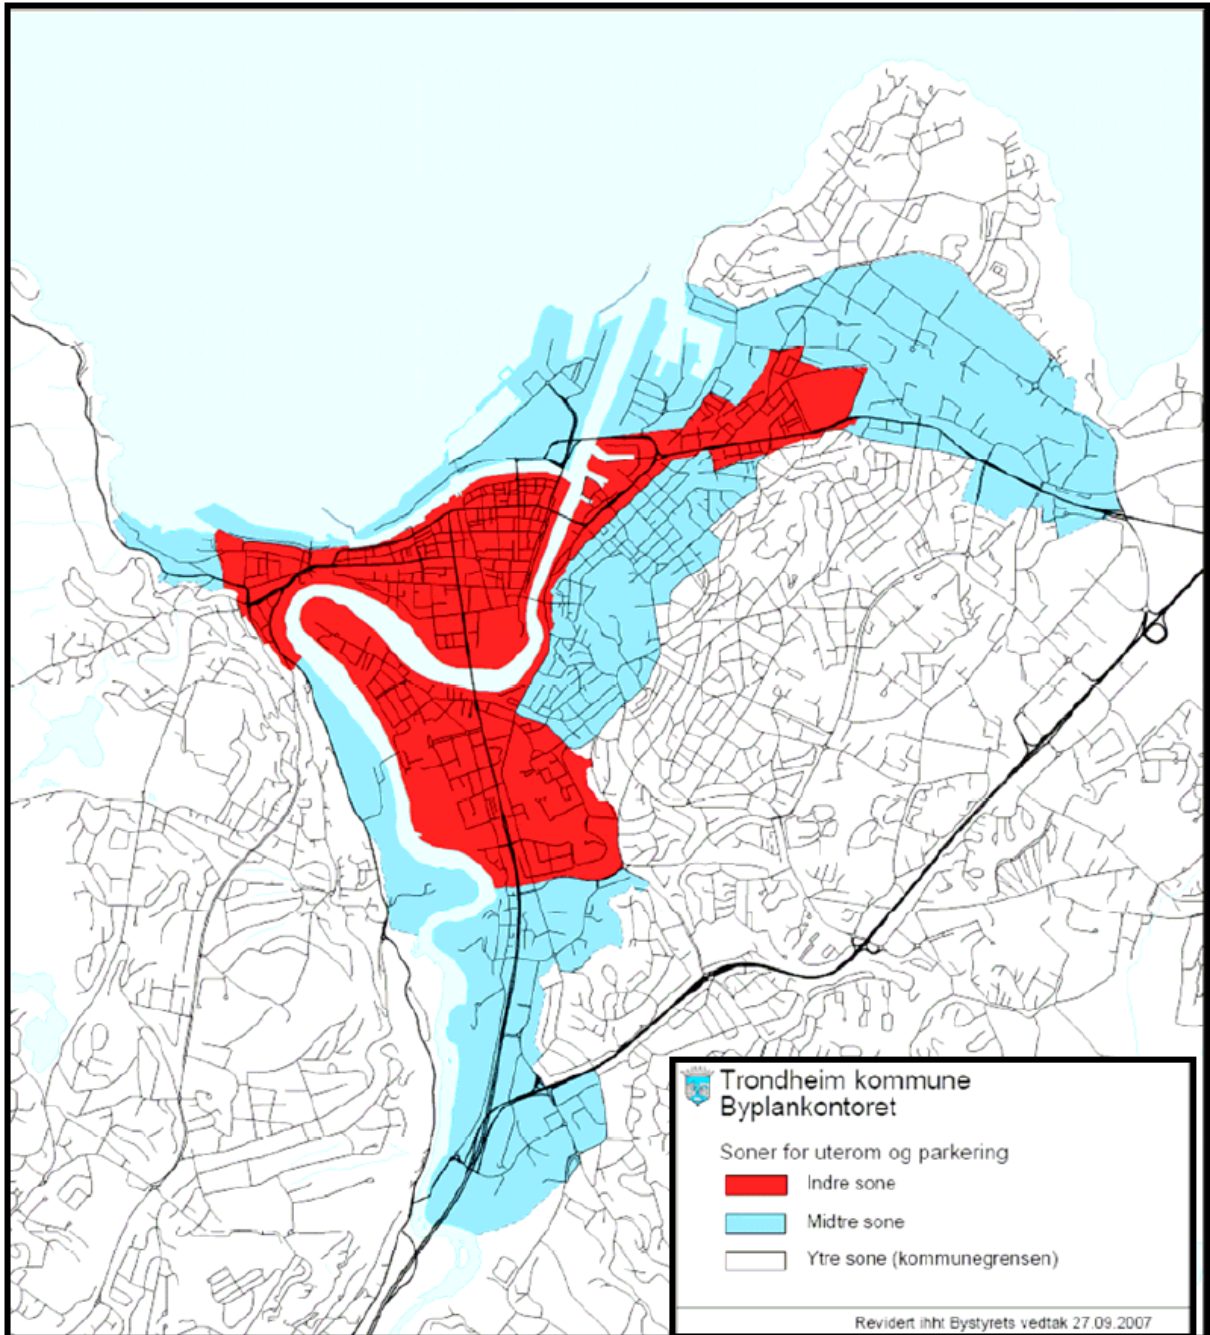 Trondheim kommune
Byplankontoret
Soner for uterom og parkering
Indre sone
Midtre sone
Ytre sone (kommunegrensen)
Revidert ihht Bystyrets vedtak 27.09.2007